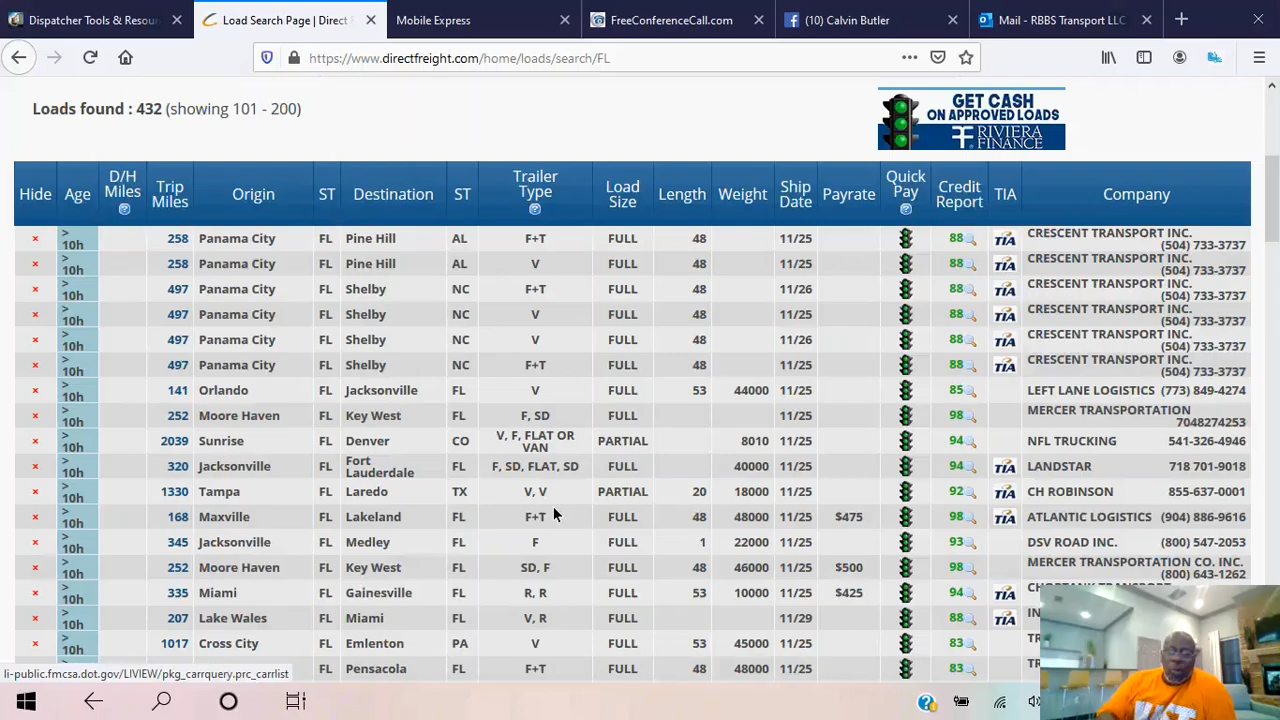 Dispatcher Tools & Resou
Load Search Page | Direct F
Mobile Express
FreeConferenceCall.com
(10) Calvin Butler
Mail - RBBS Transport LLC
https://www.directfreight.com/home/loads/search/FL
Loads found : 432 (showing 101 - 200)
GET CASH
ON APPROVED LOADS
RIVIERA
FINANCE
Hide Age D/H Miles Trip Miles Origin ST Destination ST Trailer Type Load Size Length Weight Ship Date Payrate Quick Pay Credit Report TIA Company
× > 10h 258 Panama City FL Pine Hill AL F+T FULL 48 11/25 88 TIA CRESCENT TRANSPORT INC. (504) 733-3737
× > 10h 258 Panama City FL Pine Hill AL V FULL 48 11/25 88 TIA CRESCENT TRANSPORT INC. (504) 733-3737
× > 10h 497 Panama City FL Shelby NC F+T FULL 48 11/26 88 TIA CRESCENT TRANSPORT INC. (504) 733-3737
× > 10h 497 Panama City FL Shelby NC V FULL 48 11/25 88 TIA CRESCENT TRANSPORT INC. (504) 733-3737
× > 10h 497 Panama City FL Shelby NC V FULL 48 11/26 88 TIA CRESCENT TRANSPORT INC. (504) 733-3737
× > 10h 497 Panama City FL Shelby NC F+T FULL 48 11/25 88 TIA CRESCENT TRANSPORT INC. (504) 733-3737
× > 10h 141 Orlando FL Jacksonville FL V FULL 53 44000 11/25 85 LEFT LANE LOGISTICS (773) 849-4274
× > 10h 252 Moore Haven FL Key West FL F, SD FULL 11/25 98 MERCER TRANSPORTATION 7048274253
× > 10h 2039 Sunrise FL Denver CO V, F, FLAT OR VAN PARTIAL 8010 11/25 94 NFL TRUCKING 541-326-4946
× > 10h 320 Jacksonville FL Fort Lauderdale FL F, SD, FLAT, SD FULL 40000 11/25 94 TIA LANDSTAR 718 701-9018
× > 10h 1330 Tampa FL Laredo TX V, V PARTIAL 20 18000 11/25 92 TIA CH ROBINSON 855-637-0001
× > 10h 168 Maxville FL Lakeland FL F+T FULL 48 48000 11/25 $475 98 TIA ATLANTIC LOGISTICS (904) 886-9616
× > 10h 345 Jacksonville FL Medley FL F FULL 1 22000 11/25 93 DSV ROAD INC. (800) 547-2053
× > 10h 252 Moore Haven FL Key West FL SD, F FULL 48 46000 11/25 $500 98 MERCER TRANSPORTATION CO. INC. (800) 643-1262
× > 10h 335 Miami FL Gainesville FL R, R FULL 53 10000 11/25 $425 94 TIA
× > 10h 207 Lake Wales FL Miami FL V, R FULL 11/29 88 TIA
× > 10h 1017 Cross City FL Emlenton PA V FULL 53 45000 11/25 83
FL Pensacola FL F+T FULL 48 48000 11/25 83
li-public.fmcsa.dot.gov/LIVIEW/pkg_carrquery.prc_carrlist